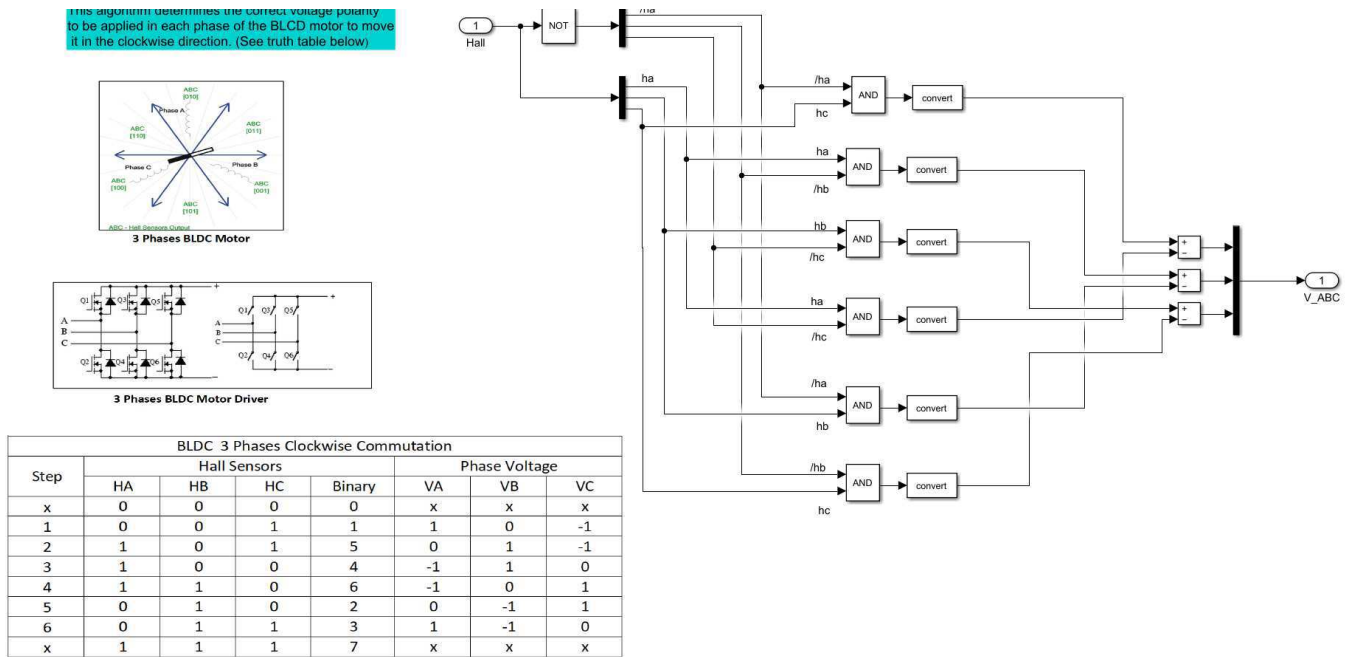 This algorithm determines the correct voltage polarity
to be applied in each phase of the BLCD motor to move
it in the clockwise direction. (See truth table below)
1
Hall
NOT
/ha
ha
/ha
hc
AND
convert
ha
/hb
AND
convert
hb
/hc
AND
convert
ha
/hc
AND
convert
/ha
hb
AND
convert
/hb
hc
AND
convert
+
−
+
−
+
−
1
V_ABC
ABC
[010]
Phase A
ABC
[110]
ABC
[011]
Phase C
Phase B
ABC
[100]
ABC
[001]
ABC
[101]
ABC - Hall Sensors Output
3 Phases BLDC Motor
Q1 Q3 Q5 +
A
B
C
Q2 Q4 Q6 −
Q1 Q3 Q5 +
A
B
C
Q2 Q4 Q6 −
3 Phases BLDC Motor Driver
BLDC 3 Phases Clockwise Commutation
Step Hall Sensors Phase Voltage
HA HB HC Binary VA VB VC
x 0 0 0 0 x x x
1 0 0 1 1 1 0 -1
2 1 0 1 5 0 1 -1
3 1 0 0 4 -1 1 0
4 1 1 0 6 -1 0 1
5 0 1 0 2 0 -1 1
6 0 1 1 3 1 -1 0
x 1 1 1 7 x x x